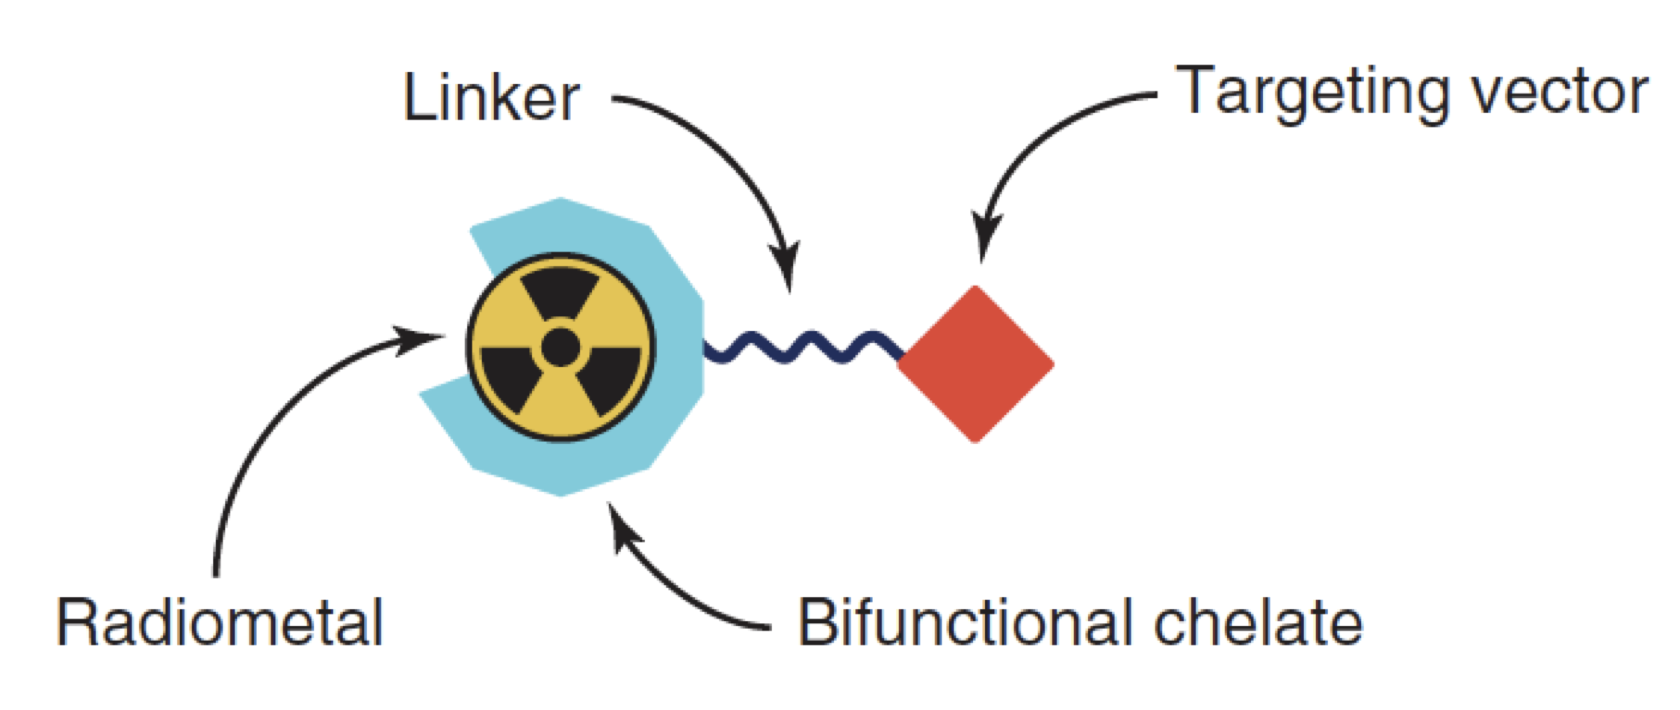 Linker
Targeting vector
Radiometal
Bifunctional chelate